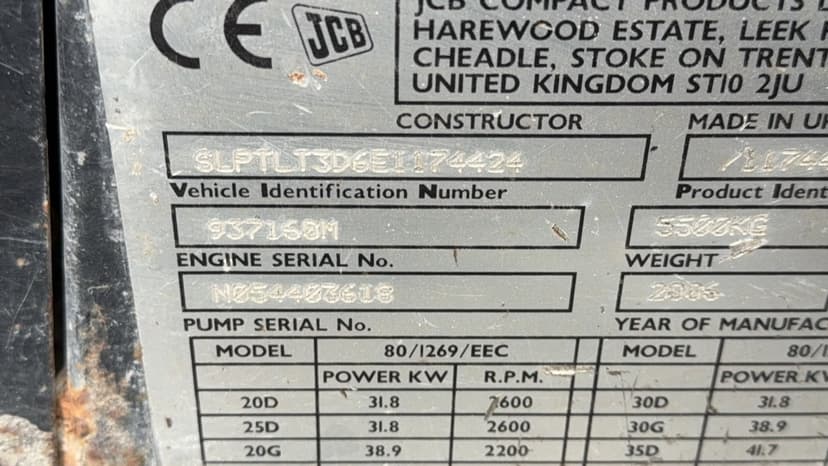 CE JCB
JCB COMPACT PRODUCTS
HAREWOOD ESTATE, LEEK
CHEADLE, STOKE ON TRENT
UNITED KINGDOM ST10 2JU
CONSTRUCTOR MADE IN
SLPTLT3D6E1174424 /11744
Vehicle Identification Number Product Ident
937160M 5500KG
ENGINE SERIAL No. WEIGHT
2006
PUMP SERIAL No. YEAR OF MANUFAC
MODEL 80/1269/EEC MODEL 80/
POWER KW R.P.M. POWER KW
20D 31.8 2600 30D 31.8
25D 31.8 2600 30G 38.9
20G 38.9 2200 35D 41.7